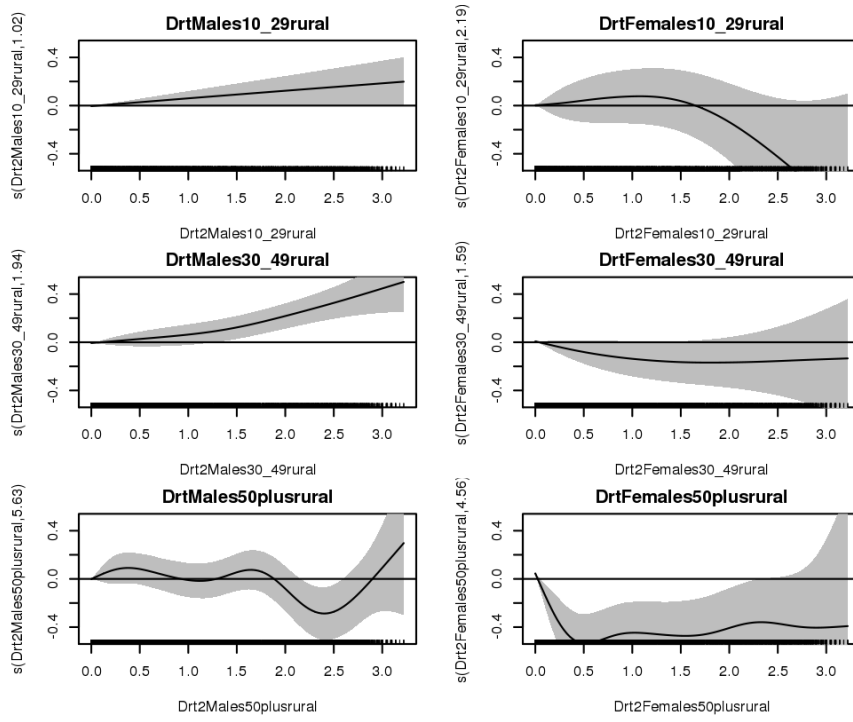 DrtMales10_29rural
s(Drt2Males10_29rural,1.02)
0.4
0.0
-0.4
0.0 0.5 1.0 1.5 2.0 2.5 3.0
Drt2Males10_29rural
DrtFemales10_29rural
s(Drt2Females10_29rural,2.19)
0.4
0.0
-0.4
0.0 0.5 1.0 1.5 2.0 2.5 3.0
Drt2Females10_29rural
DrtMales30_49rural
s(Drt2Males30_49rural,1.94)
0.4
0.0
-0.4
0.0 0.5 1.0 1.5 2.0 2.5 3.0
Drt2Males30_49rural
DrtFemales30_49rural
s(Drt2Females30_49rural,1.59)
0.4
0.0
-0.4
0.0 0.5 1.0 1.5 2.0 2.5 3.0
Drt2Females30_49rural
DrtMales50plusrural
s(Drt2Males50plusrural,5.63)
0.4
0.0
-0.4
0.0 0.5 1.0 1.5 2.0 2.5 3.0
Drt2Males50plusrural
DrtFemales50plusrural
s(Drt2Females50plusrural,4.56)
0.4
0.0
-0.4
0.0 0.5 1.0 1.5 2.0 2.5 3.0
Drt2Females50plusrural